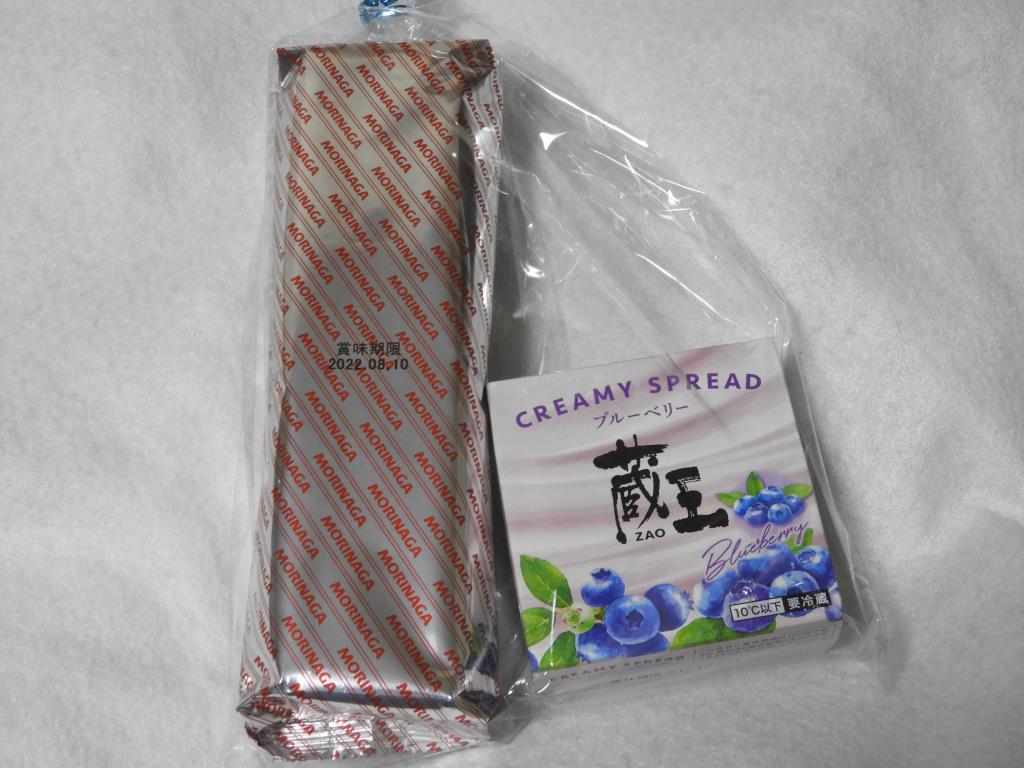 MORINAGA
賞味期限
2022.08.10
CREAMY SPREAD
ブルーベリー
蔵王
ZAO
Blueberry
10℃以下 要冷蔵
CREAMY SPREAD